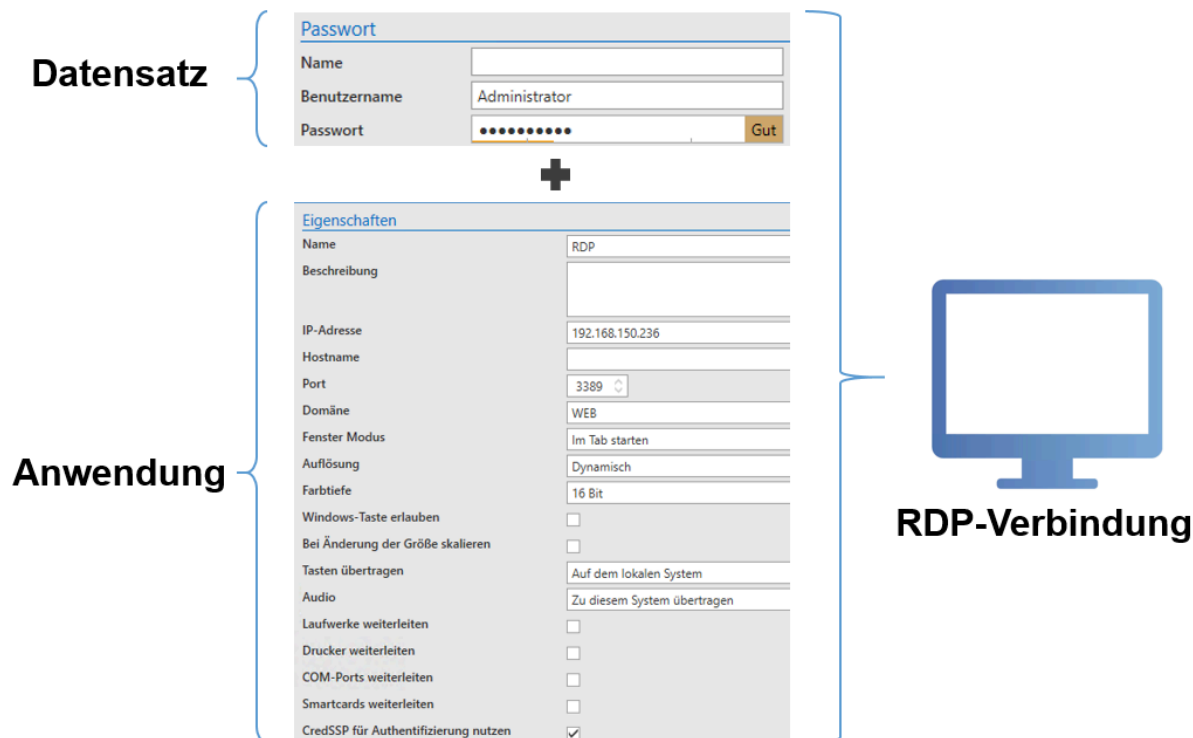 Datensatz
Passwort
Name
Benutzername Administrator
Passwort ●●●●●●●●●● Gut
Anwendung
Eigenschaften
Name RDP
Beschreibung
IP-Adresse 192.168.150.236
Hostname
Port 3389
Domäne WEB
Fenster Modus Im Tab starten
Auflösung Dynamisch
Farbtiefe 16 Bit
Windows-Taste erlauben
Bei Änderung der Größe skalieren
Tasten übertragen Auf dem lokalen System
Audio Zu diesem System übertragen
Laufwerke weiterleiten
Drucker weiterleiten
COM-Ports weiterleiten
Smartcards weiterleiten
CredSSP für Authentifizierung nutzen
RDP-Verbindung